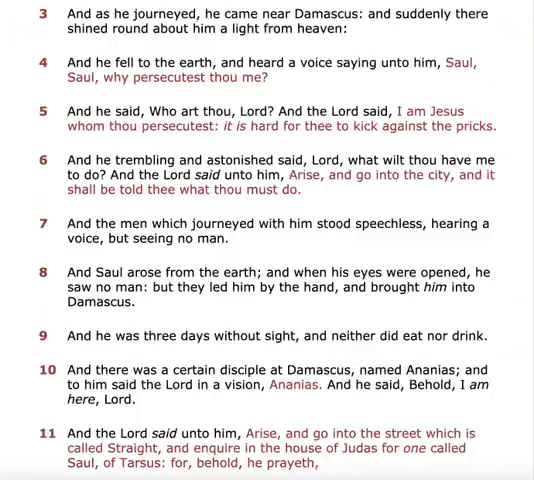 3 And as he journeyed, he came near Damascus: and suddenly there
shined round about him a light from heaven:
4 And he fell to the earth, and heard a voice saying unto him, Saul,
Saul, why persecutest thou me?
5 And he said, Who art thou, Lord? And the Lord said, I am Jesus
whom thou persecutest: it is hard for thee to kick against the pricks.
6 And he trembling and astonished said, Lord, what wilt thou have me
to do? And the Lord said unto him, Arise, and go into the city, and it
shall be told thee what thou must do.
7 And the men which journeyed with him stood speechless, hearing a
voice, but seeing no man.
8 And Saul arose from the earth; and when his eyes were opened, he
saw no man: but they led him by the hand, and brought him into
Damascus.
9 And he was three days without sight, and neither did eat nor drink.
10 And there was a certain disciple at Damascus, named Ananias; and
to him said the Lord in a vision, Ananias. And he said, Behold, I am
here, Lord.
11 And the Lord said unto him, Arise, and go into the street which is
called Straight, and enquire in the house of Judas for one called
Saul, of Tarsus: for, behold, he prayeth,